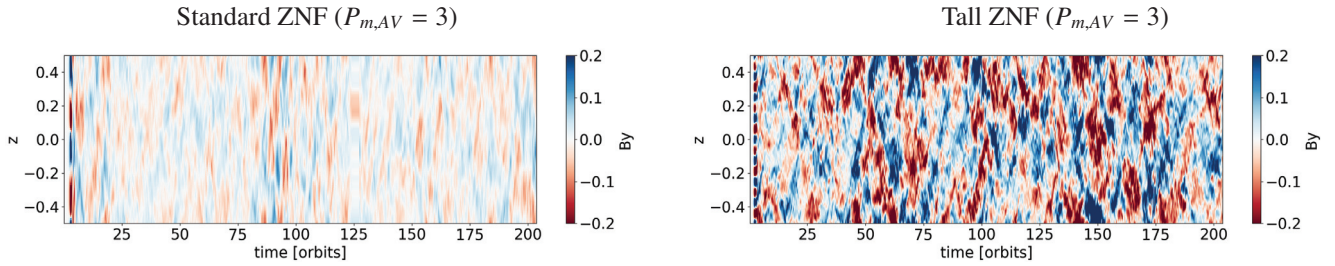 Standard ZNF (P_{m,AV} = 3)
0.4
0.2
0.0
−0.2
−0.4
z
25 50 75 100 125 150 175 200
time [orbits]
0.2
0.1
0.0
−0.1
−0.2
By
Tall ZNF (P_{m,AV} = 3)
0.4
0.2
0.0
−0.2
−0.4
z
25 50 75 100 125 150 175 200
time [orbits]
0.2
0.1
0.0
−0.1
−0.2
By